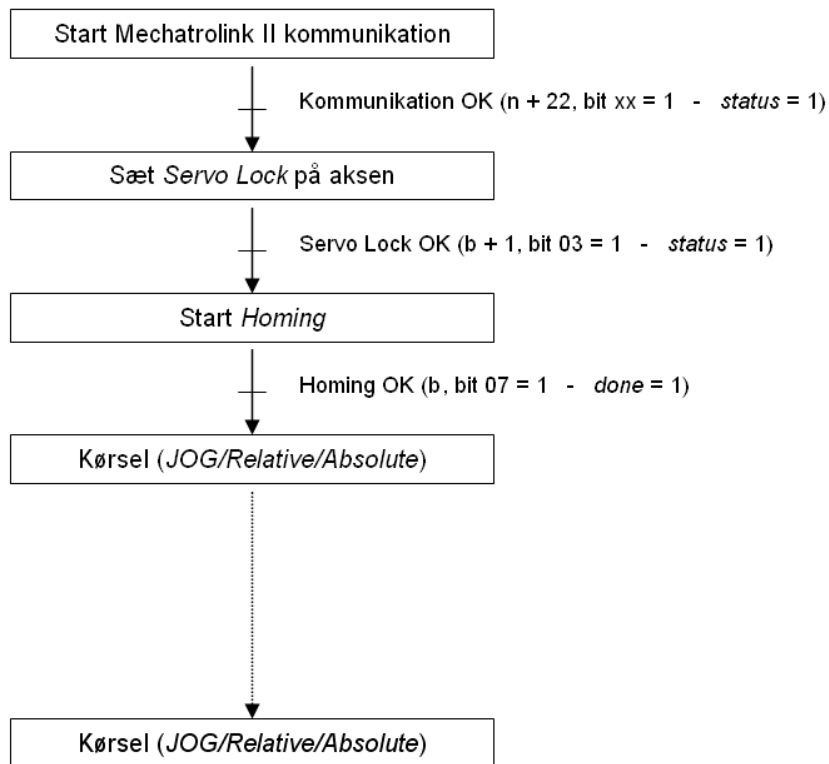 Start Mechatrolink II kommunikation
Kommunikation OK (n + 22, bit xx = 1 - status = 1)
Sæt Servo Lock på aksen
Servo Lock OK (b + 1, bit 03 = 1 - status = 1)
Start Homing
Homing OK (b, bit 07 = 1 - done = 1)
Kørsel (JOG/Relative/Absolute)
Kørsel (JOG/Relative/Absolute)